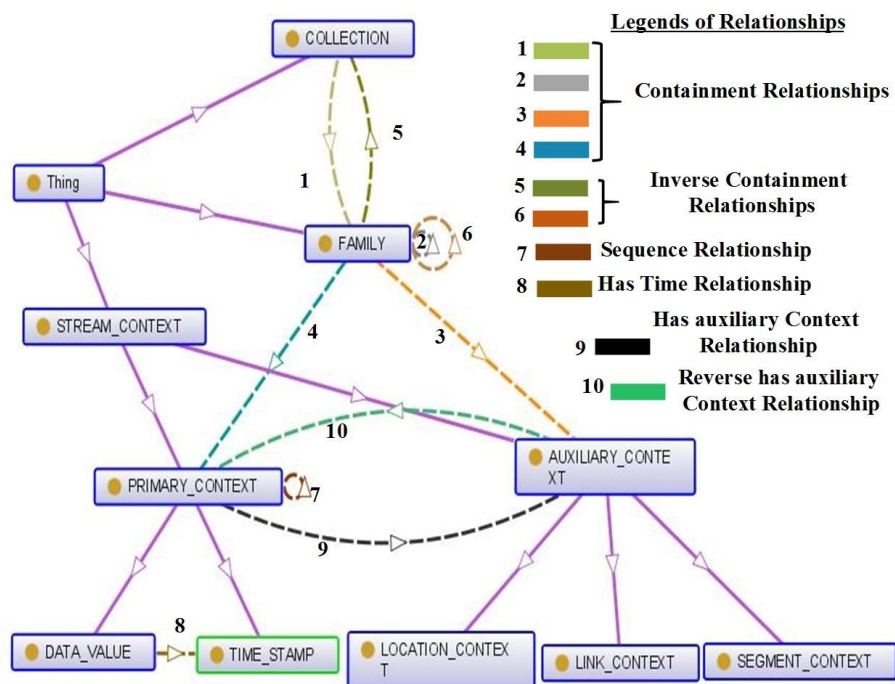 COLLECTION
Legends of Relationships
1
2
3
4
Containment Relationships
5
1
Thing
5
6
Inverse Containment
Relationships
FAMILY
2
6
7
Sequence Relationship
8
Has Time Relationship
STREAM_CONTEXT
4
3
9
Has auxiliary Context
Relationship
10
Reverse has auxiliary
Context Relationship
10
AUXILIARY_CONTE
XT
PRIMARY_CONTEXT
7
9
8
DATA_VALUE
TIME_STAMP
LOCATION_CONTEX
T
LINK_CONTEXT
SEGMENT_CONTEXT